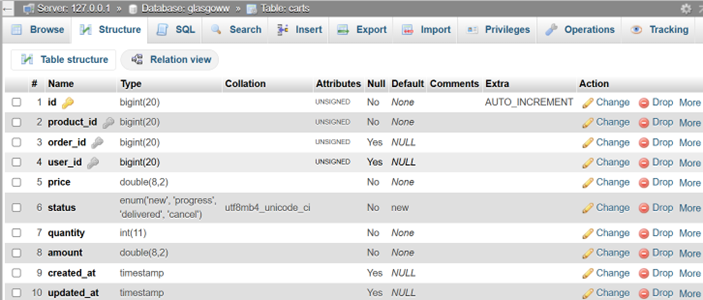 Server: 127.0.0.1 » Database: glasgoww » Table: carts
Browse Structure SQL Search Insert Export Import Privileges Operations Tracking
Table structure Relation view
# Name Type Collation Attributes Null Default Comments Extra Action
1 id bigint(20) UNSIGNED No None AUTO_INCREMENT Change Drop More
2 product_id bigint(20) UNSIGNED No None Change Drop More
3 order_id bigint(20) UNSIGNED Yes NULL Change Drop More
4 user_id bigint(20) UNSIGNED Yes NULL Change Drop More
5 price double(8,2) No None Change Drop More
6 status enum('new', 'progress', 'delivered', 'cancel') utf8mb4_unicode_ci No new Change Drop More
7 quantity int(11) No None Change Drop More
8 amount double(8,2) No None Change Drop More
9 created_at timestamp Yes NULL Change Drop More
10 updated_at timestamp Yes NULL Change Drop More